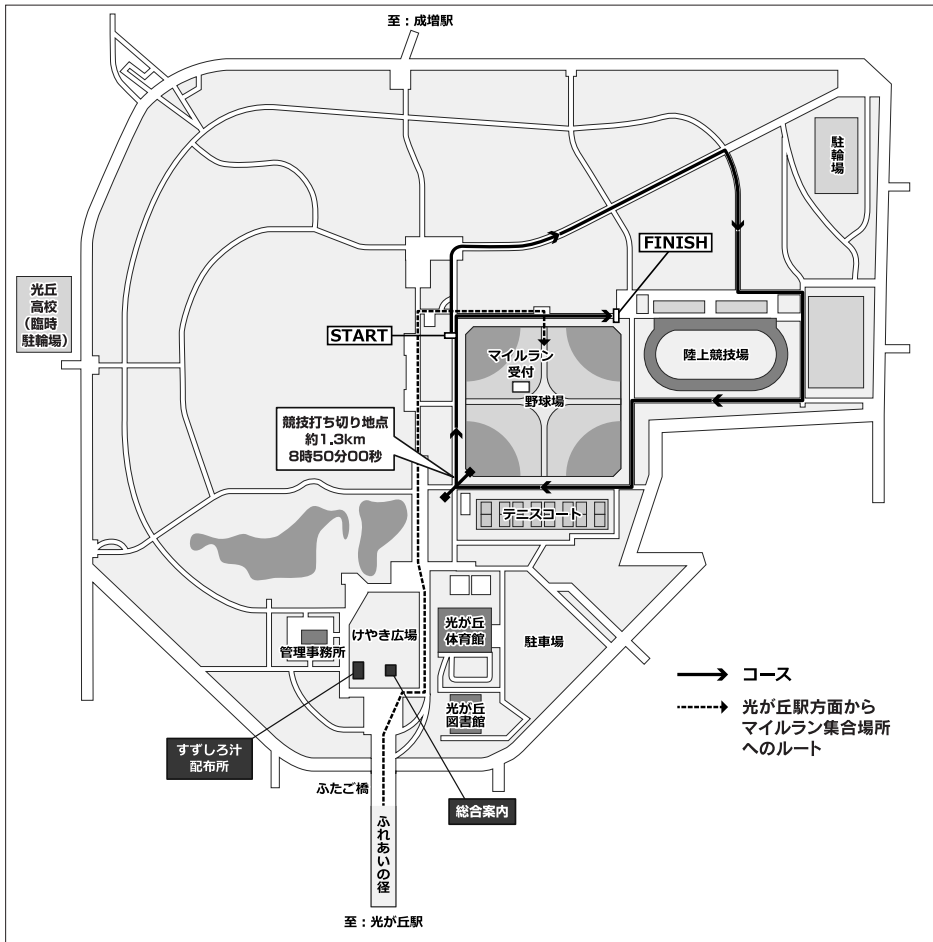 至：成増駅
駐輪場
FINISH
光丘
高校
（臨時
駐輪場）
START
マイルラン
受付
野球場
陸上競技場
競技打ち切り地点
約1.3km
8時50分00秒
テニスコート
光が丘
体育館
けやき広場
駐車場
管理事務所
コース
光が丘駅方面から
マイルラン集合場所
へのルート
光が丘
図書館
すずしろ汁
配布所
ふたご橋
総合案内
ふれあいの径
至：光が丘駅